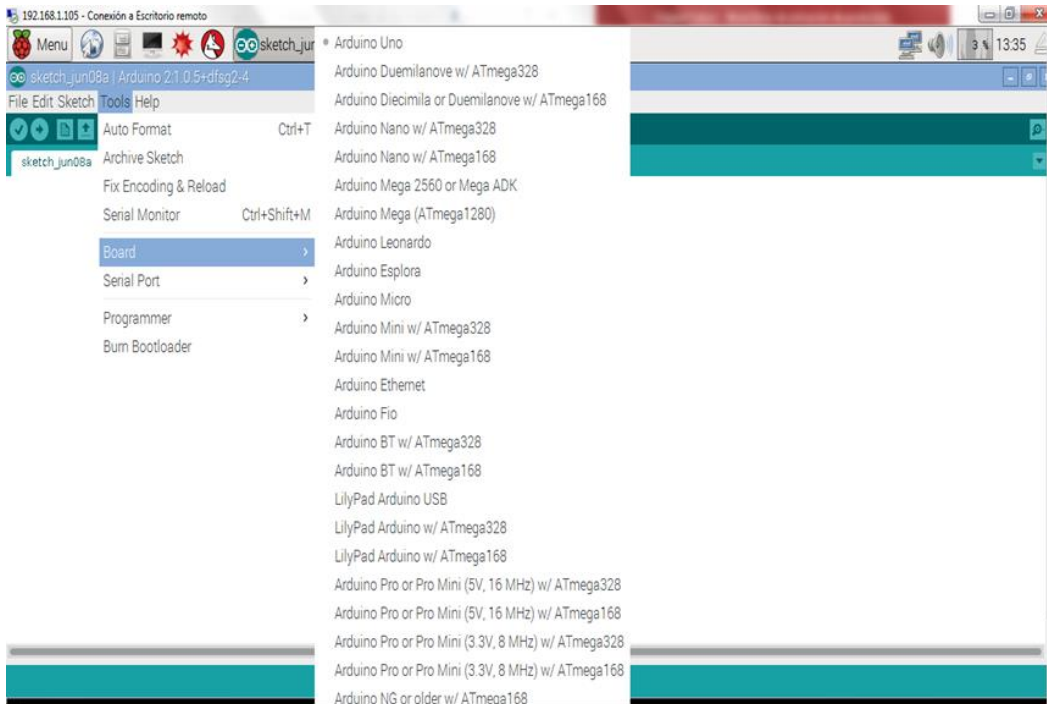 192.168.1.105 - Conexión a Escritorio remoto
Menu sketch_jur 3 % 13:35
sketch_jun08a | Arduino 2:1.0.5+dfsg2-4
File Edit Sketch Tools Help
sketch_jun08a
Auto Format Ctrl+T
Archive Sketch
Fix Encoding & Reload
Serial Monitor Ctrl+Shift+M
Board
Serial Port
Programmer
Burn Bootloader
Arduino Uno
Arduino Duemilanove w/ ATmega328
Arduino Diecimila or Duemilanove w/ ATmega168
Arduino Nano w/ ATmega328
Arduino Nano w/ ATmega168
Arduino Mega 2560 or Mega ADK
Arduino Mega (ATmega1280)
Arduino Leonardo
Arduino Esplora
Arduino Micro
Arduino Mini w/ ATmega328
Arduino Mini w/ ATmega168
Arduino Ethernet
Arduino Fio
Arduino BT w/ ATmega328
Arduino BT w/ ATmega168
LilyPad Arduino USB
LilyPad Arduino w/ ATmega328
LilyPad Arduino w/ ATmega168
Arduino Pro or Pro Mini (5V, 16 MHz) w/ ATmega328
Arduino Pro or Pro Mini (5V, 16 MHz) w/ ATmega168
Arduino Pro or Pro Mini (3.3V, 8 MHz) w/ ATmega328
Arduino Pro or Pro Mini (3.3V, 8 MHz) w/ ATmega168
Arduino NG or older w/ ATmega168